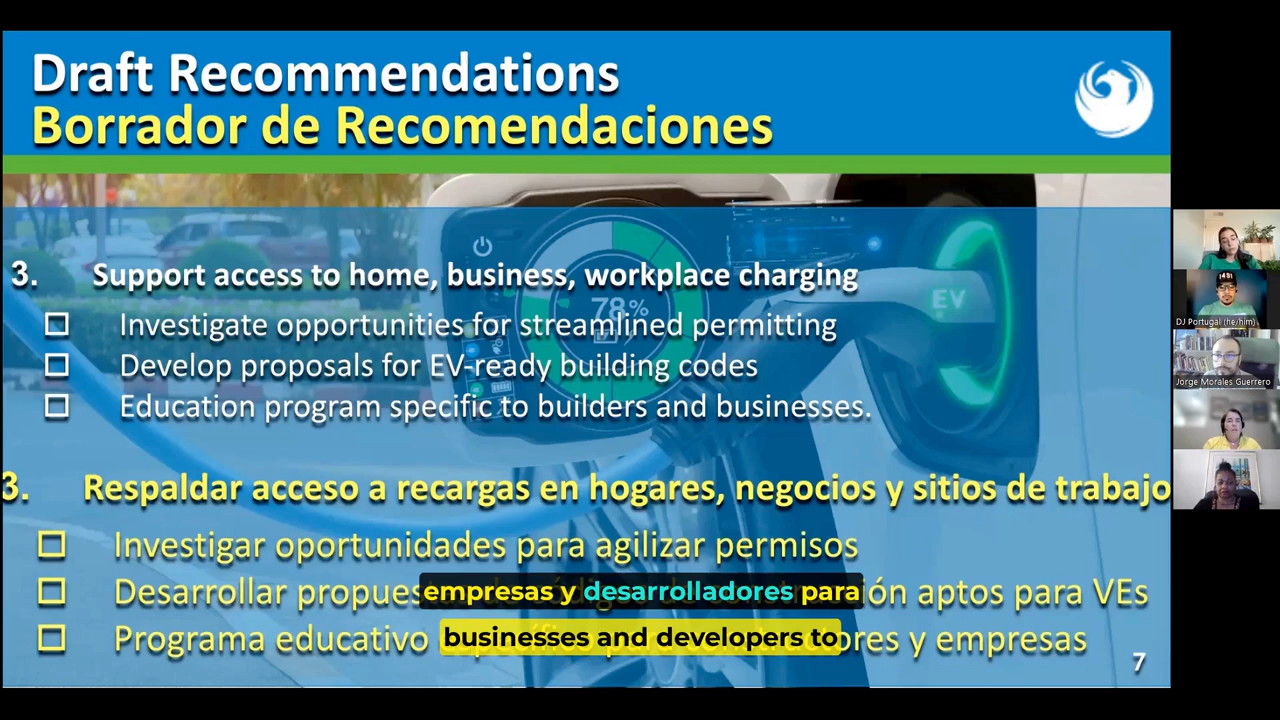 Draft Recommendations
Borrador de Recomendaciones
78%
EV
3. Support access to home, business, workplace charging
Investigate opportunities for streamlined permitting
Develop proposals for EV-ready building codes
Education program specific to builders and businesses.
3. Respaldar acceso a recargas en hogares, negocios y sitios de trabajo
Investigar oportunidades para agilizar permisos
Desarrollar aptos para VEs
empresas y desarrolladores para
Programa educativo y empresas
businesses and developers to
7
DJ Portugal (he/him)
Jorge Morales Guerrero